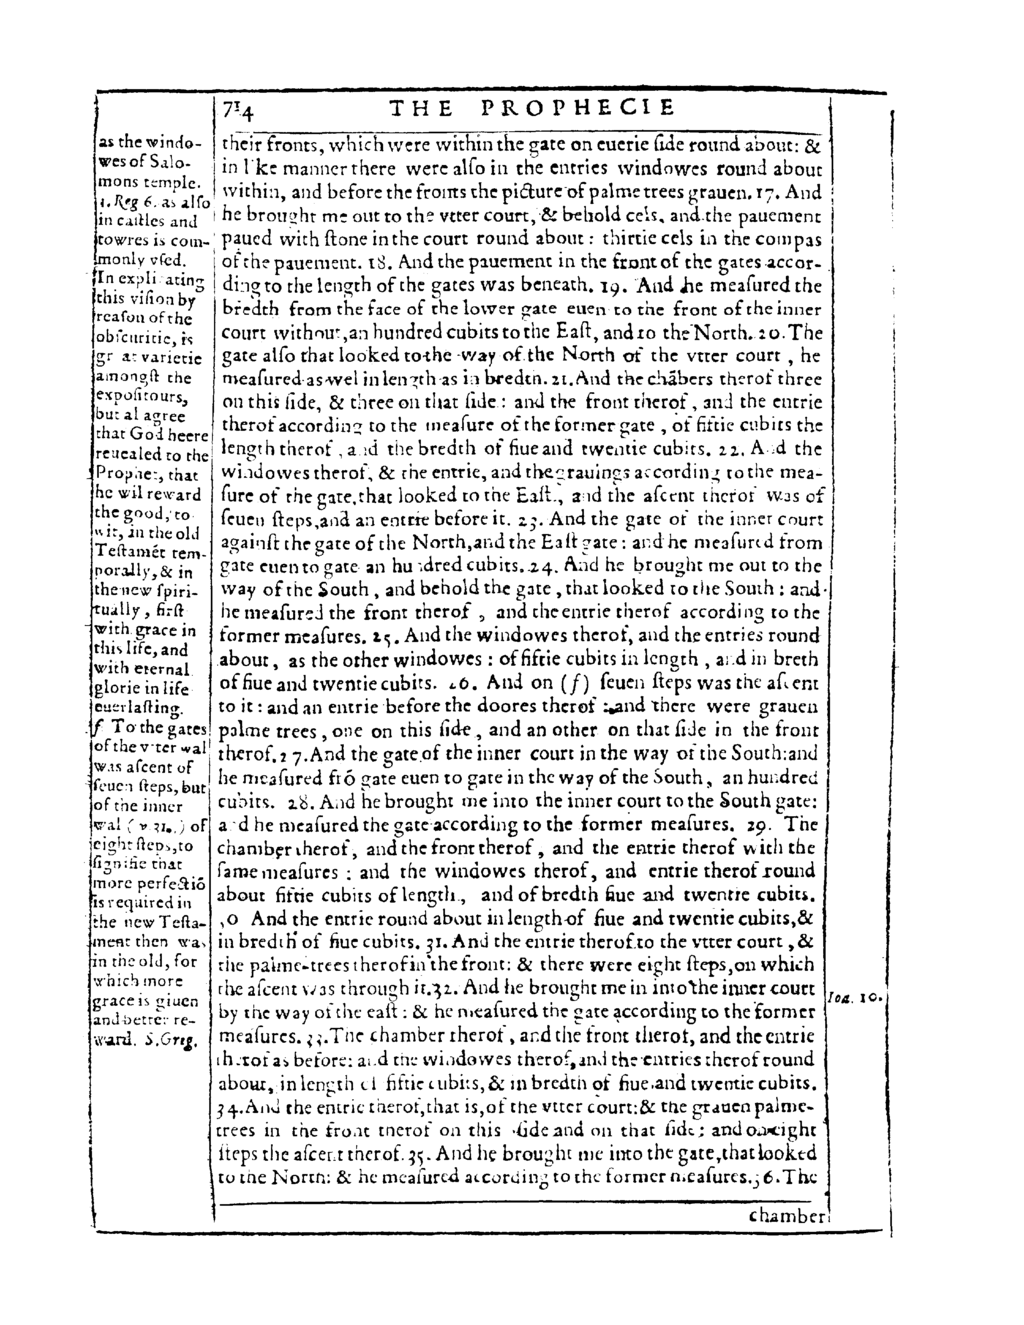 714 THE PROPHECIE
as the windo-
wes of Salo-
mons temple.
1. Reg 6. as also
in castles and
towres is com-
monly vsed.
In expli ating
this vision by
reason of the
obscuritie, is
gr at varietie
amongſt the
expoſitours,
but al agree
that God heere
reuealed to the
Prophet, that
he wil reward
the good, to
wit, in the old
Teſtamét tem-
porally, & in
the new ſpiri-
tually, firſt
with grace in
this life, and
with eternal
glorie in life
euerlaſting.
f To the gates
of the vtter wal
was aſcent of
ſeuen ſteps, but
of the inner
wal (v 31.) of
eight ſteps, to
ſignifie that
more perfectió
is required in
the new Teſta-
ment then was
in the old, for
which more
grace is giuen
and better re-
ward. S. Greg.
their fronts, which were within the gate on euerie ſide round about: &
in l ke manner there were alſo in the entries windowes round about
within, and before the fronts the picture of palme trees grauen. 17. And
he brought me out to the vtter court, & behold cels, and the pauement
paued with ſtone in the court round about: thirtie cels in the compas
of the pauement. 18. And the pauement in the front of the gates accor-
ding to the length of the gates was beneath. 19. And he meaſured the
bredth from the face of the lower gate euen to the front of the inner
court without, an hundred cubits to the Eaſt, and to the North. 20. The
gate alſo that looked to the way of the North of the vtter court, he
meaſured as wel in length as in bredth. 21. And the chābers therof three
on this ſide, & three on that ſide: and the front therof, and the entrie
therof according to the meaſure of the former gate, of fiftie cubits the
length therof, a d the bredth of fiue and twentie cubits. 22. A d the
windowes therof, & the entrie, and the grauings according to the mea-
ſure of the gate, that looked to the Eaſt, and the aſcent therof was of
ſeuen ſteps, and an entrie before it. 23. And the gate of the inner court
againſt the gate of the North, and the Eaſt gate: and he meaſured from
gate euen to gate an hu dred cubits. 24. And he brought me out to the
way of the South, and behold the gate, that looked to the South: and
he meaſured the front therof, and the entrie therof according to the
former meaſures. 25. And the windowes therof, and the entries round
about, as the other windowes: of fiftie cubits in length, and in breth
of fiue and twentie cubits. 26. And on (f) ſeuen ſteps was the aſcent
to it: and an entrie before the doores therof: and there were grauen
palme trees, one on this ſide, and an other on that ſide in the front
therof. 27. And the gate of the inner court in the way of the South: and
he meaſured fró gate euen to gate in the way of the South, an hundred
cubits. 28. And he brought me into the inner court to the South gate:
a d he meaſured the gate according to the former meaſures. 29. The
chamber therof, and the front therof, and the entrie therof with the
ſame meaſures: and the windowes therof, and entrie therof round
about fiftie cubits of length, and of bredth fiue and twentie cubits.
30 And the entrie round about in length of fiue and twentie cubits, &
in bredth of fiue cubits. 31. And the entrie therof to the vtter court, &
the palme-trees therof in the front: & there were eight ſteps, on which
the aſcent was through it. 32. And he brought me in into the inner court
by the way of the eaſt: & he meaſured the gate according to the former
meaſures. 33. The chamber therof, and the front therof, and the entrie
therof as before: and the windowes therof, and the entries therof round
about, in length of fiftie cubits, & in bredth of fiue and twentie cubits.
34. And the entrie therof, that is, of the vtter court: & the grauen palme-
trees in the front therof on this ſide and on that ſide; and on eight
ſteps the aſcent therof. 35. And he brought me into the gate, that looked
to the North: & he meaſured according to the former meaſures. 36. The
chamber
Ioa. 10.